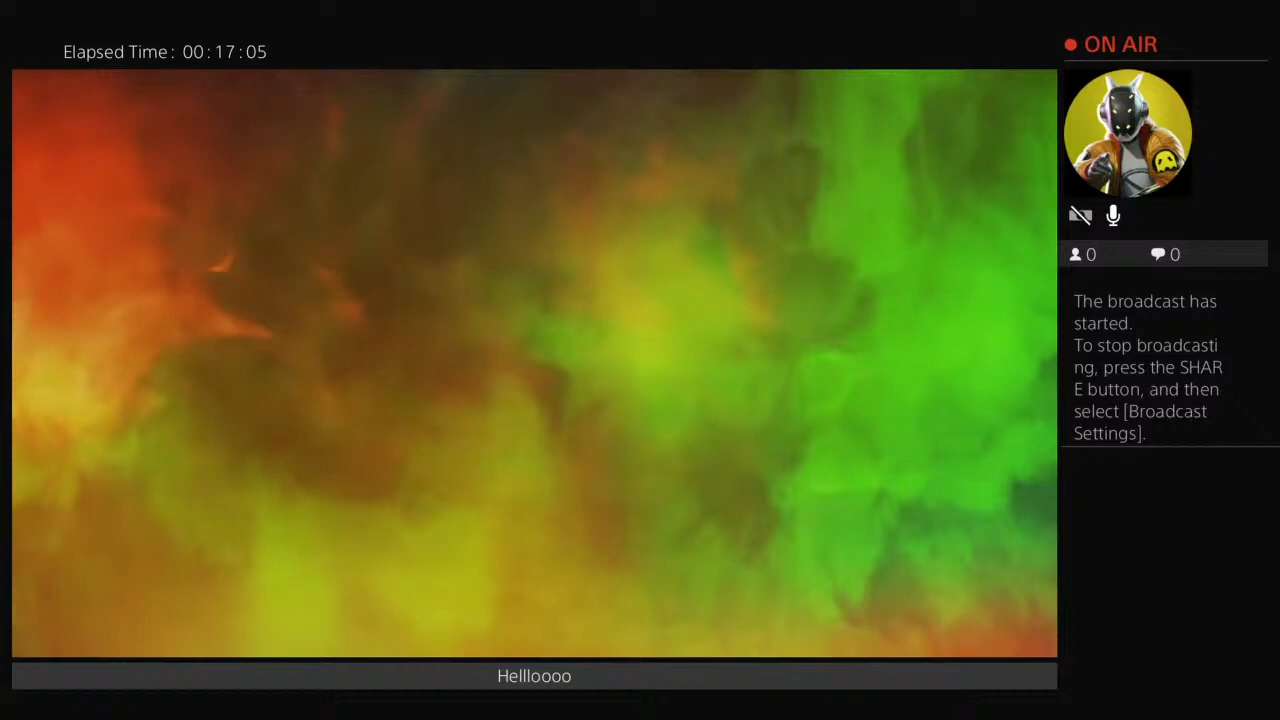 Elapsed Time: 00:17:05
ON AIR
0 0
The broadcast has
started.
To stop broadcasti
ng, press the SHAR
E button, and then
select [Broadcast
Settings].
Hellloooo